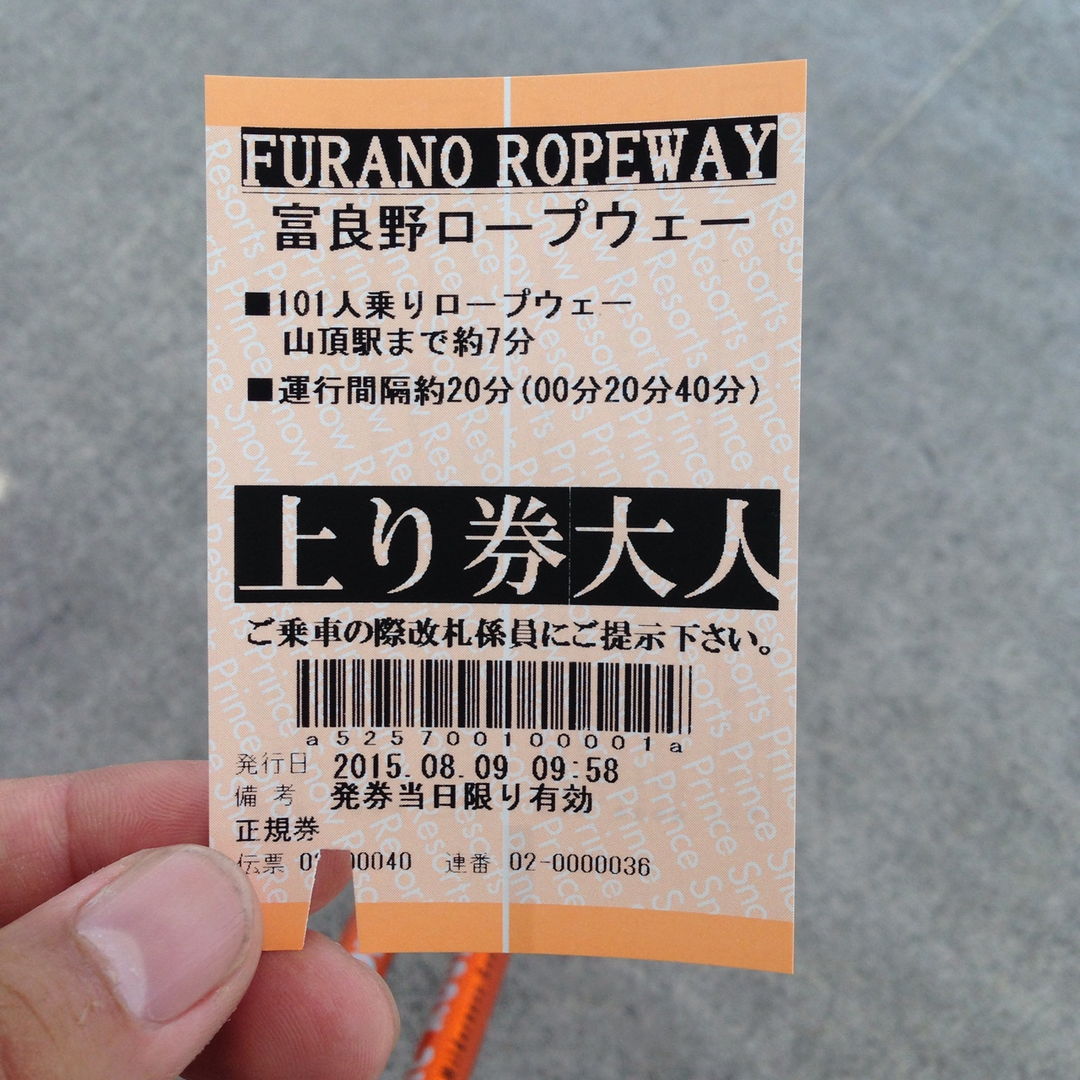 FURANO ROPEWAY
富良野ロープウェー
■101人乗りロープウェー
山頂駅まで約7分
■運行間隔約20分(00分20分40分)
上り券大人
ご乗車の際改札係員にご提示下さい。
a5257001000001a
発行日 2015.08.09 09:58
備考 発券当日限り有効
正規券
伝票 00040 連番 02-0000036